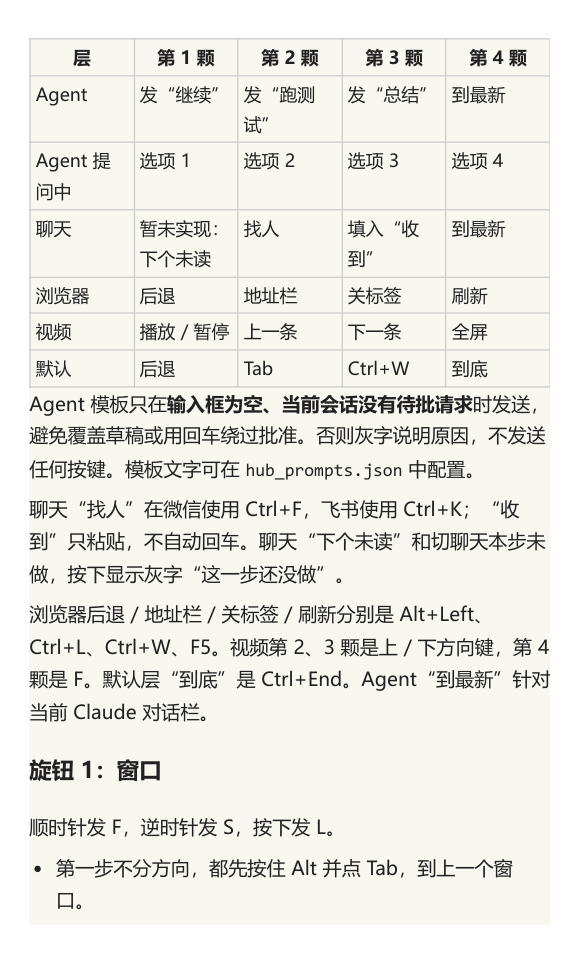 层 第 1 颗 第 2 颗 第 3 颗 第 4 颗
Agent 发“继续” 发“跑测 发“总结” 到最新
试”
Agent 提 选项 1 选项 2 选项 3 选项 4
问中
聊天 暂未实现： 找人 填入“收 到最新
下个未读 到”
浏览器 后退 地址栏 关标签 刷新
视频 播放 / 暂停 上一条 下一条 全屏
默认 后退 Tab Ctrl+W 到底
Agent 模板只在输入框为空、当前会话没有待批请求时发送，
避免覆盖草稿或用回车绕过批准。否则灰字说明原因，不发送
任何按键。模板文字可在 hub_prompts.json 中配置。
聊天“找人”在微信使用 Ctrl+F，飞书使用 Ctrl+K；“收
到”只粘贴，不自动回车。聊天“下个未读”和切聊天本步未
做，按下显示灰字“这一步还没做”。
浏览器后退 / 地址栏 / 关标签 / 刷新分别是 Alt+Left、
Ctrl+L、Ctrl+W、F5。视频第 2、3 颗是上 / 下方向键，第 4
颗是 F。默认层“到底”是 Ctrl+End。Agent“到最新”针对
当前 Claude 对话栏。
旋钮 1：窗口
顺时针发 F，逆时针发 S，按下发 L。
• 第一步不分方向，都先按住 Alt 并点 Tab，到上一个窗
口。